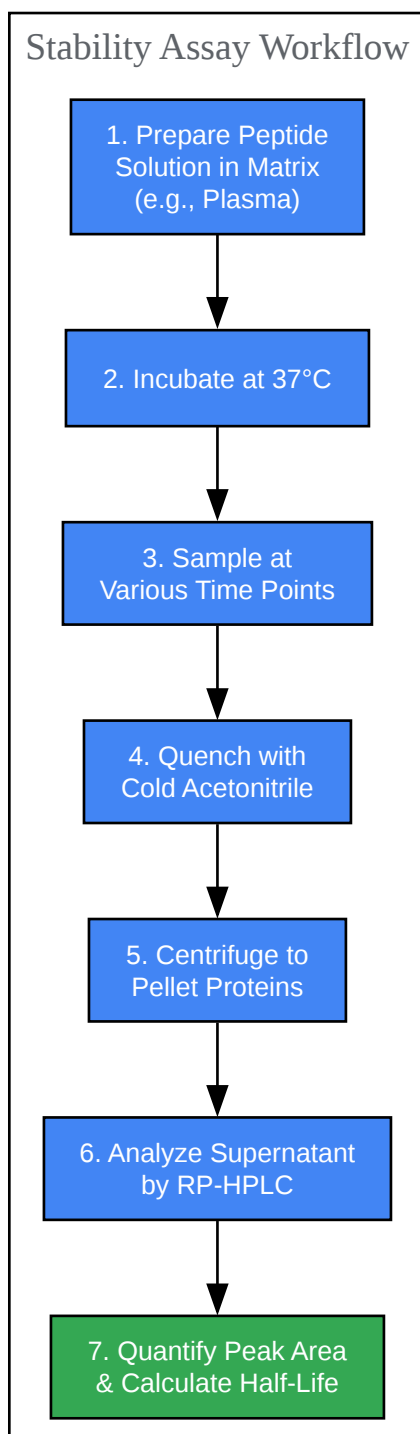 Stability Assay Workflow
1. Prepare Peptide
Solution in Matrix
(e.g., Plasma)
2. Incubate at 37°C
3. Sample at
Various Time Points
4. Quench with
Cold Acetonitrile
5. Centrifuge to
Pellet Proteins
6. Analyze Supernatant
by RP-HPLC
7. Quantify Peak Area
& Calculate Half-Life